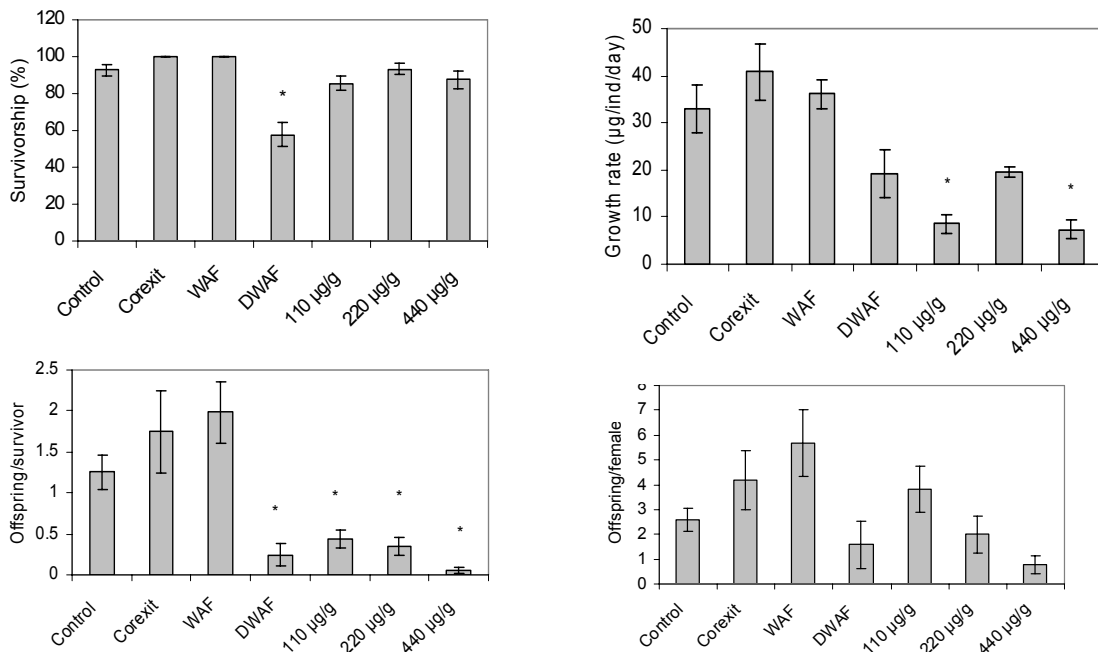 Survivorship (%)
120
100
80
60
40
20
0
*
Control
Corexit
WAF
DWAF
110 µg/g
220 µg/g
440 µg/g
Growth rate (µg/ind/day)
50
40
30
20
10
0
*
*
Control
Corexit
WAF
DWAF
110 µg/g
220 µg/g
440 µg/g
Offspring/survivor
2.5
2
1.5
1
0.5
0
*
*
*
*
Control
Corexit
WAF
DWAF
110 µg/g
220 µg/g
440 µg/g
Offspring/female
8
7
6
5
4
3
2
1
0
Control
Corexit
WAF
DWAF
110 µg/g
220 µg/g
440 µg/g